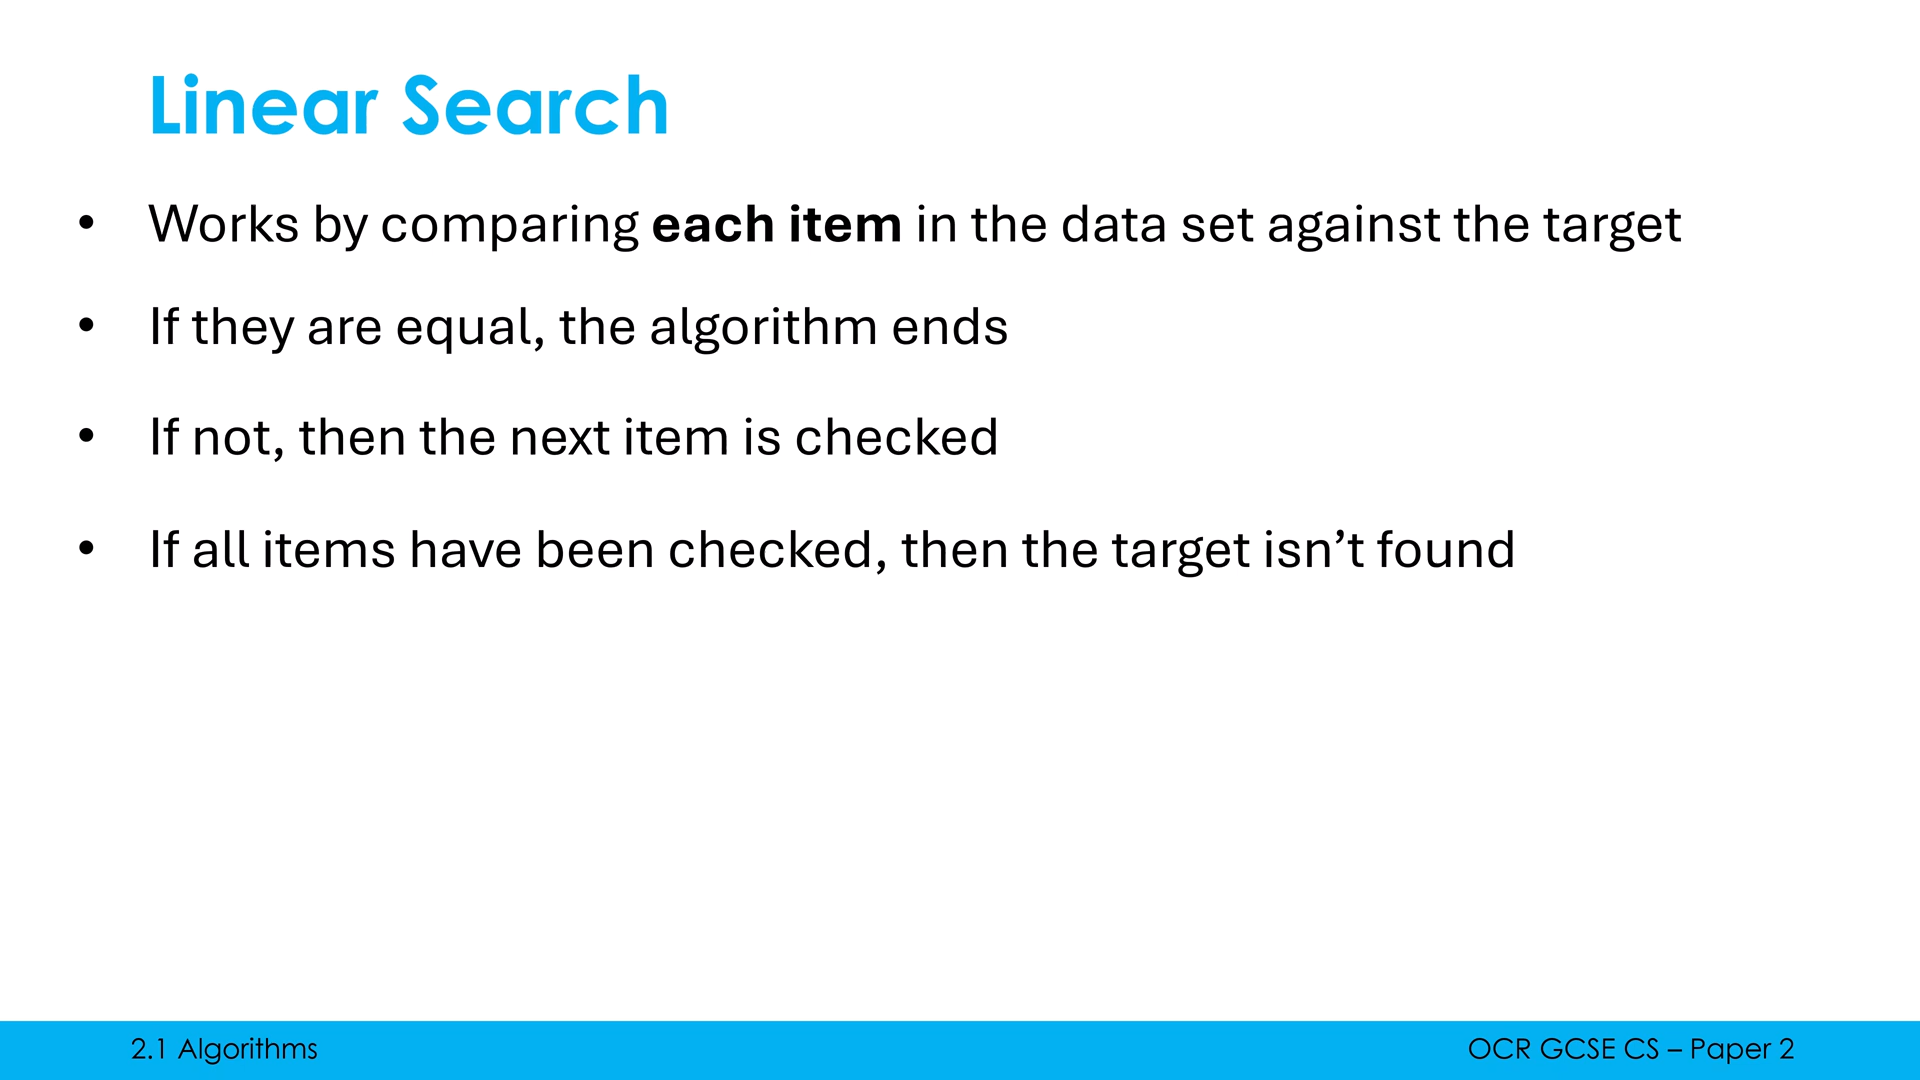 Linear Search
• Works by comparing each item in the data set against the target
• If they are equal, the algorithm ends
• If not, then the next item is checked
• If all items have been checked, then the target isn’t found
2.1 Algorithms
OCR GCSE CS – Paper 2